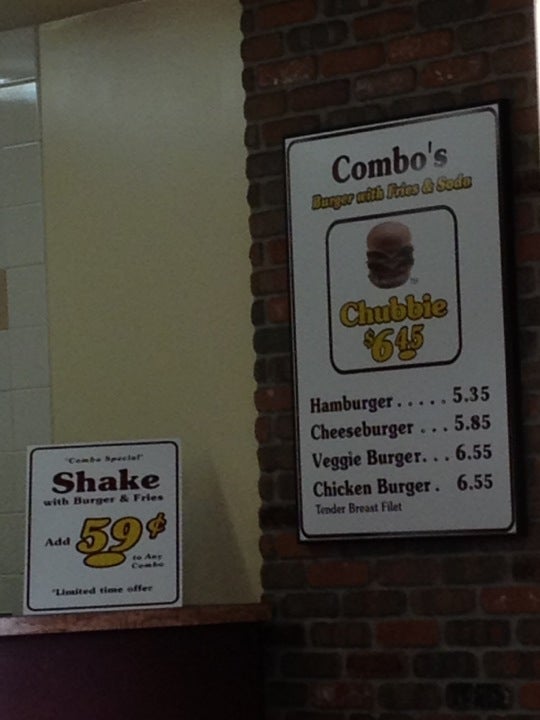 Combo's
Burger with Fries & Soda
TM
Chubbie
$6.45
Hamburger..... 5.35
Cheeseburger ... 5.85
Veggie Burger... 6.55
Chicken Burger. 6.55
Tender Breast Filet
"Combo Special"
Shake
with Burger & Fries
Add 59¢
to Any
Combo
*Limited time offer